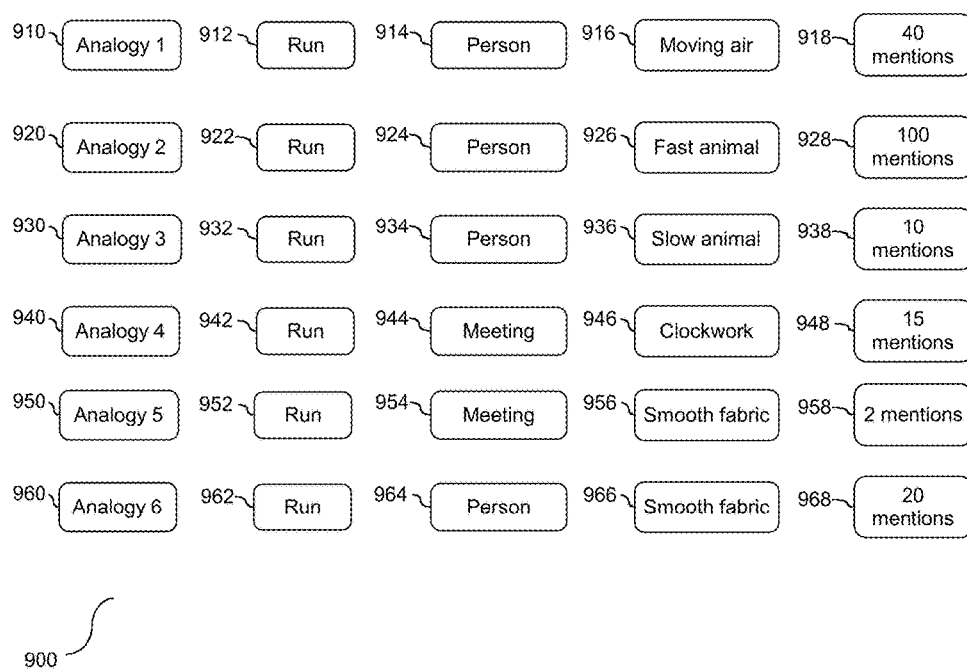 910 Analogy 1 912 Run 914 Person 916 Moving air 918 40 mentions
920 Analogy 2 922 Run 924 Person 926 Fast animal 928 100 mentions
930 Analogy 3 932 Run 934 Person 936 Slow animal 938 10 mentions
940 Analogy 4 942 Run 944 Meeting 946 Clockwork 948 15 mentions
950 Analogy 5 952 Run 954 Meeting 956 Smooth fabric 958 2 mentions
960 Analogy 6 962 Run 964 Person 966 Smooth fabric 968 20 mentions
900